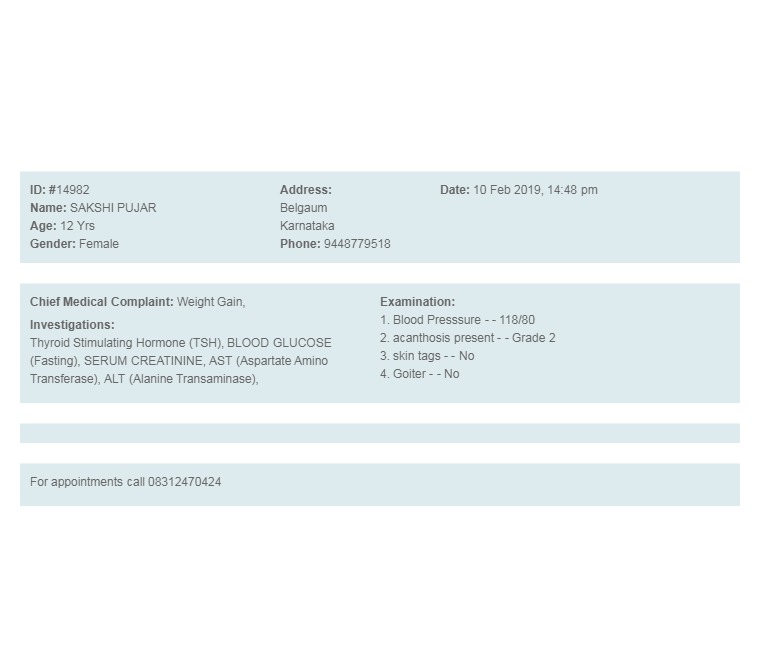 ID: #14982
Name: SAKSHI PUJAR
Age: 12 Yrs
Gender: Female
Address:
Belgaum
Karnataka
Phone: 9448779518
Date: 10 Feb 2019, 14:48 pm
Chief Medical Complaint: Weight Gain,
Investigations:
Thyroid Stimulating Hormone (TSH), BLOOD GLUCOSE
(Fasting), SERUM CREATININE, AST (Aspartate Amino
Transferase), ALT (Alanine Transaminase),
Examination:
1. Blood Presssure - - 118/80
2. acanthosis present - - Grade 2
3. skin tags - - No
4. Goiter - - No
For appointments call 08312470424